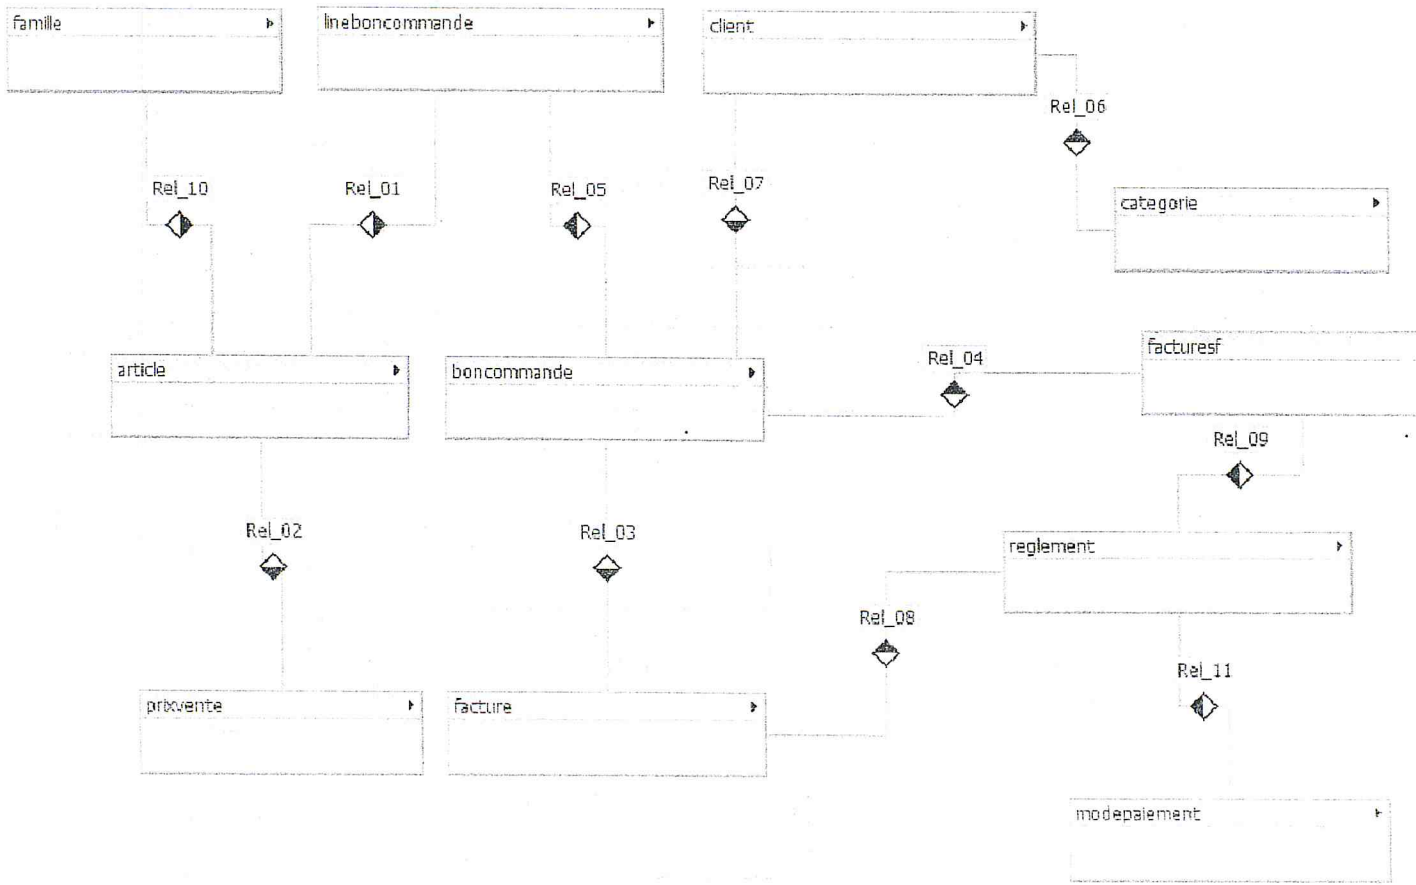 famille
lineboncommande
client
Rel_06
Rel_10
Rel_01
Rel_05
Rel_07
categorie
article
boncommande
Rel_04
facturesf
Rel_09
Rel_02
Rel_03
reglement
Rel_08
Rel_11
prixvente
facture
modepaiement